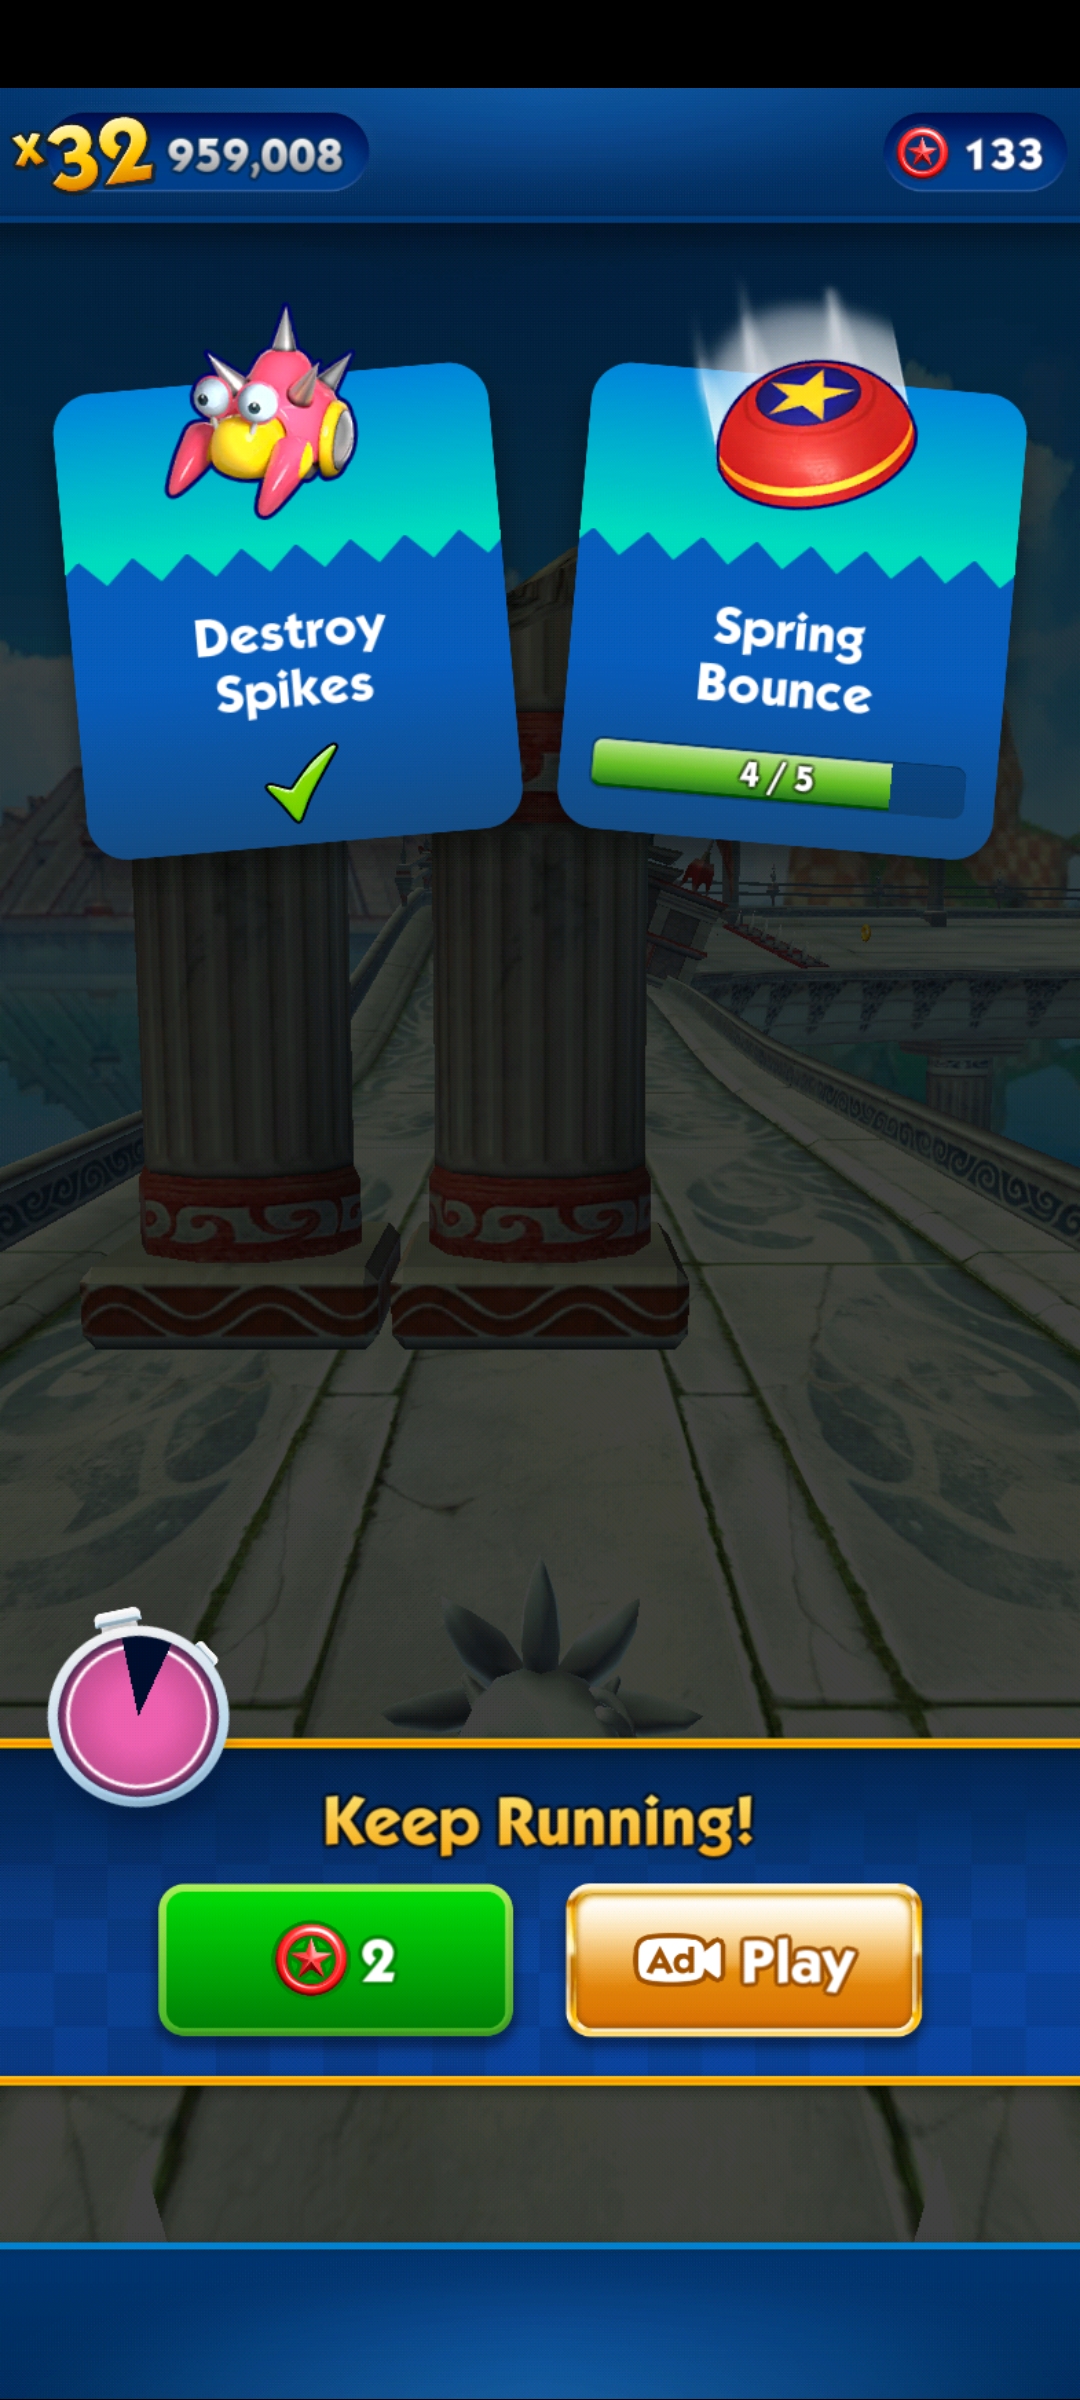 x32 959,008
133
Destroy
Spikes
Spring
Bounce
4 / 5
Keep Running!
2
Ad Play